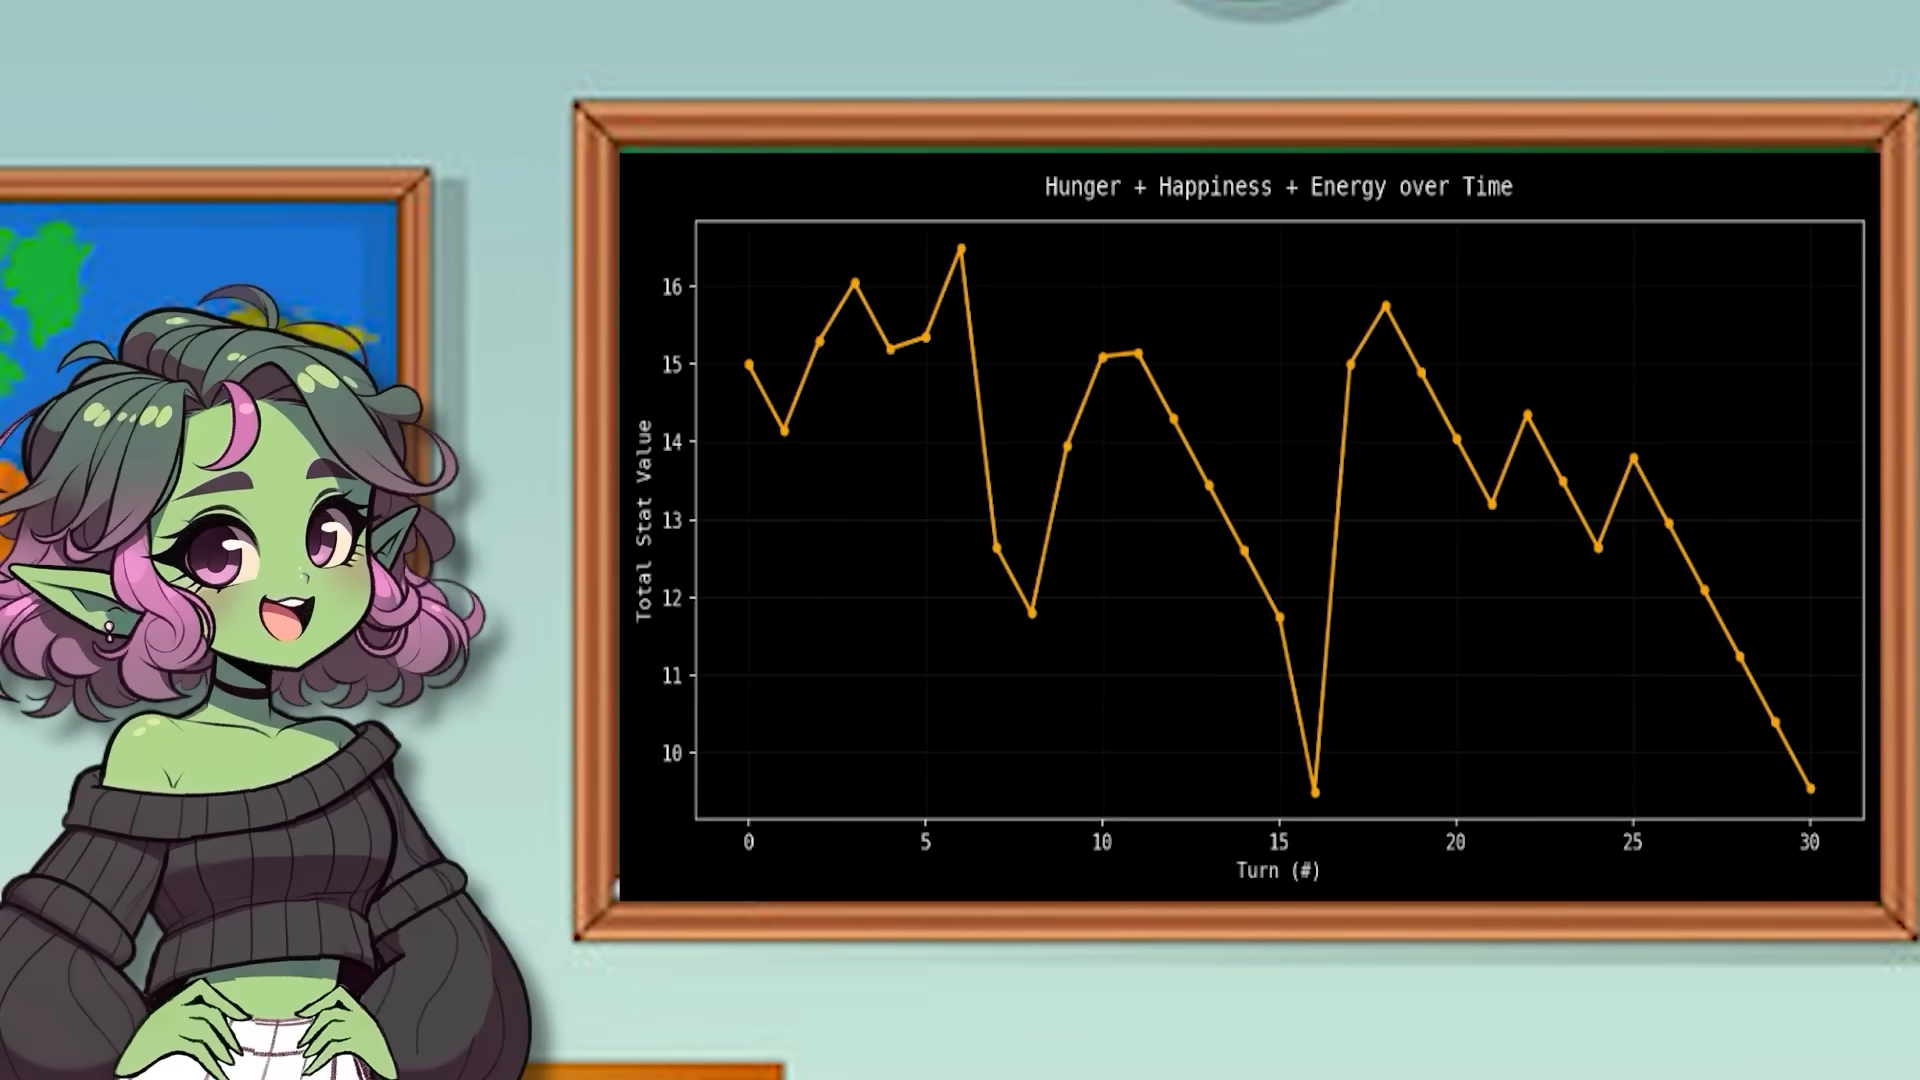 Hunger + Happiness + Energy over Time
Total Stat Value
16
15
14
13
12
11
10
0 5 10 15 20 25 30
Turn (#)